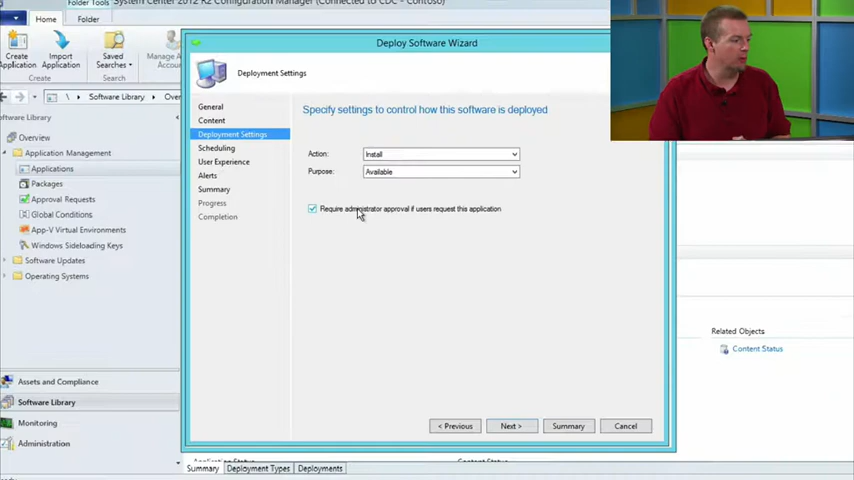 Folder Tools
System Center 2012 R2 Configuration Manager (Connected to CDC - Contoso)
Home
Folder
Create
Application
Import
Application
Saved
Searches
Manage A
Accou
Create
Search
\ Software Library Over
oftware Library
Overview
Application Management
Applications
Packages
Approval Requests
Global Conditions
App-V Virtual Environments
Windows Sideloading Keys
Software Updates
Operating Systems
Assets and Compliance
Software Library
Monitoring
Administration
Deploy Software Wizard
Deployment Settings
General
Content
Deployment Settings
Scheduling
User Experience
Alerts
Summary
Progress
Completion
Specify settings to control how this software is deployed
Action:
Install
Purpose:
Available
Require administrator approval if users request this application
< Previous
Next >
Summary
Cancel
Related Objects
Content Status
Summary
Deployment Types
Deployments